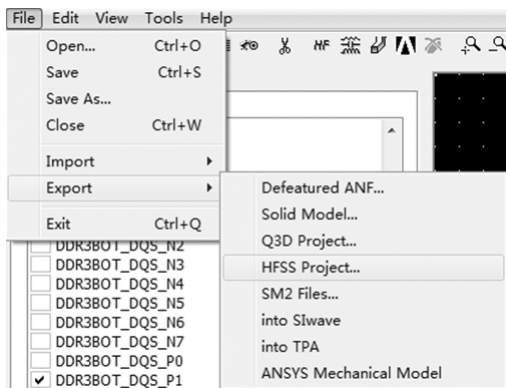 File Edit View Tools Help
Open... Ctrl+O
Save Ctrl+S
Save As...
Close Ctrl+W
Import
Export
Exit Ctrl+Q
Defeatured ANF...
Solid Model...
Q3D Project...
HFSS Project...
SM2 Files...
into SIwave
into TPA
ANSYS Mechanical Model
HF
DDR3BOT_DQS_N2
DDR3BOT_DQS_N3
DDR3BOT_DQS_N4
DDR3BOT_DQS_N5
DDR3BOT_DQS_N6
DDR3BOT_DQS_N7
DDR3BOT_DQS_P0
DDR3BOT_DQS_P1